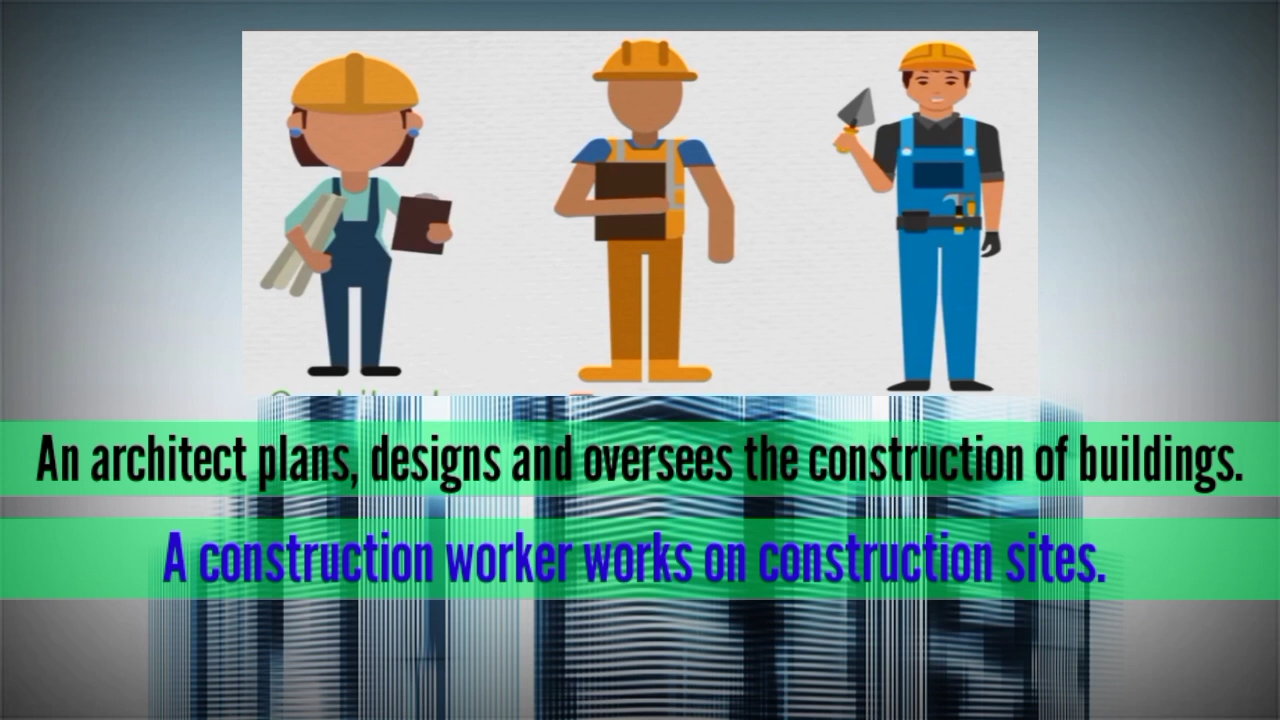 An architect plans, designs and oversees the construction of buildings.
A construction worker works on construction sites.